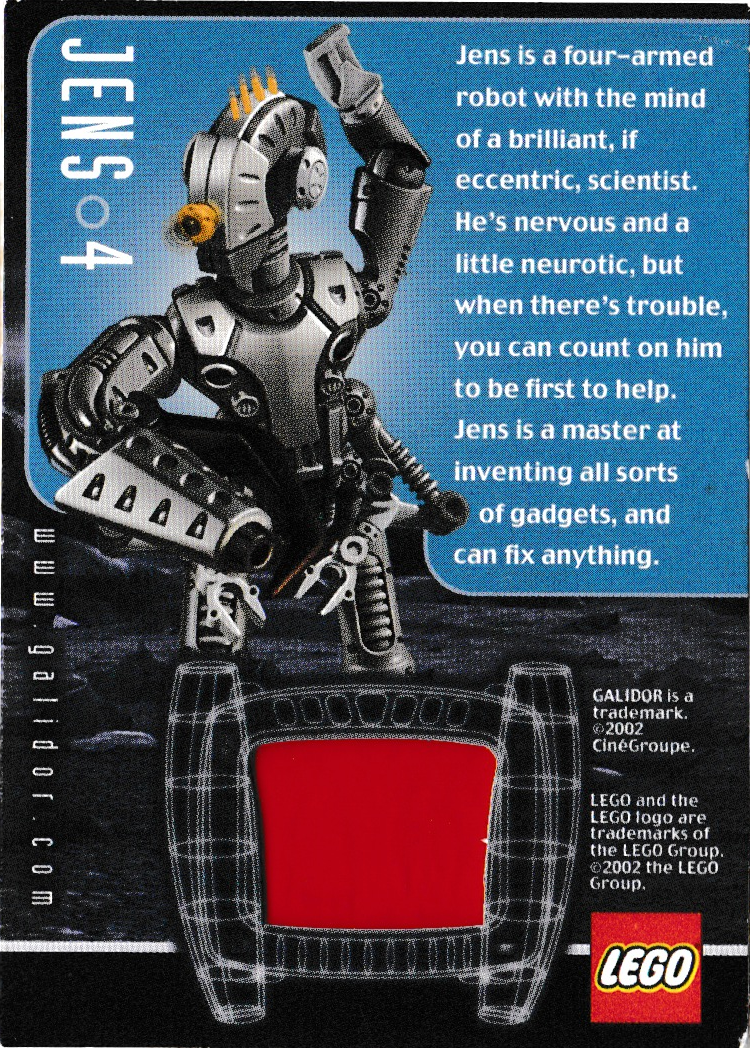 JENS 4
Jens is a four-armed
robot with the mind
of a brilliant, if
eccentric, scientist.
He's nervous and a
little neurotic, but
when there's trouble,
you can count on him
to be first to help.
Jens is a master at
inventing all sorts
of gadgets, and
can fix anything.
www.galidor.com
GALIDOR is a
trademark.
©2002
CinéGroupe.
LEGO and the
LEGO logo are
trademarks of
the LEGO Group.
©2002 the LEGO
Group.
LEGO